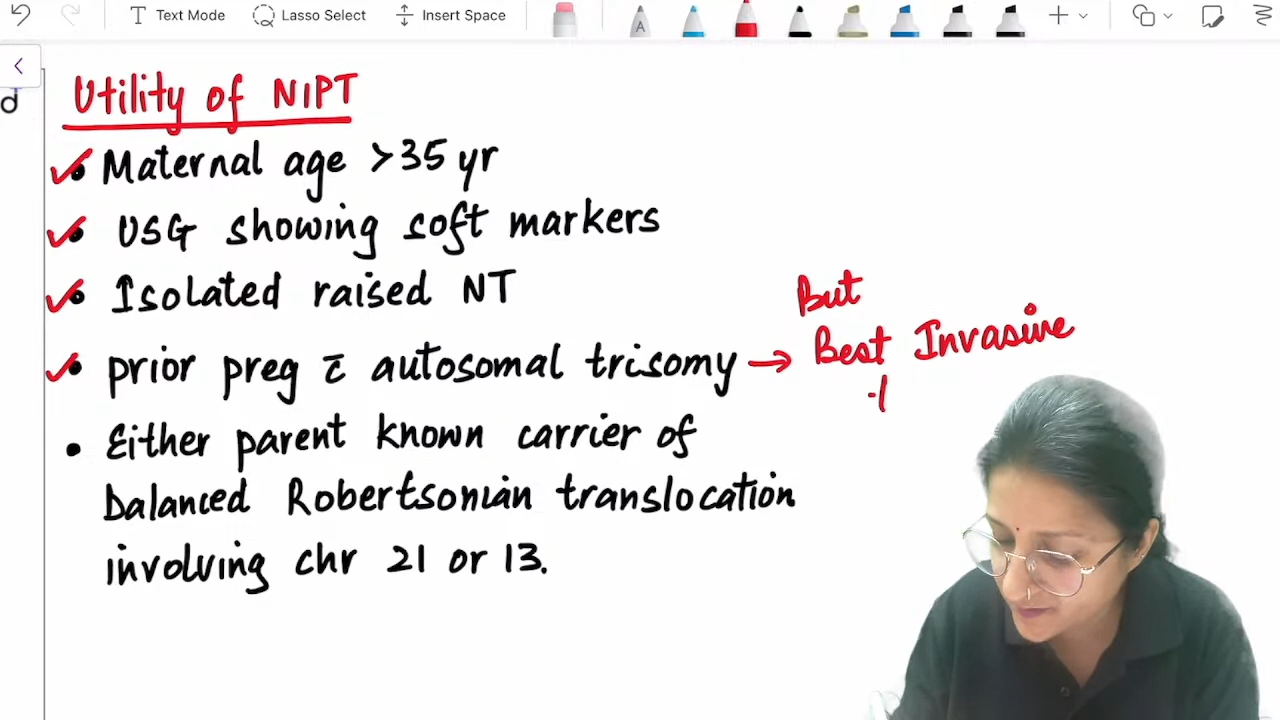 Text Mode
Lasso Select
Insert Space
A
d
Utility of NIPT
• Maternal age >35 yr
• USG showing soft markers
• Isolated raised NT
• prior preg c̄ autosomal trisomy → But
Best Invasive
• Either parent known carrier of
balanced Robertsonian translocation
involving chr 21 or 13.